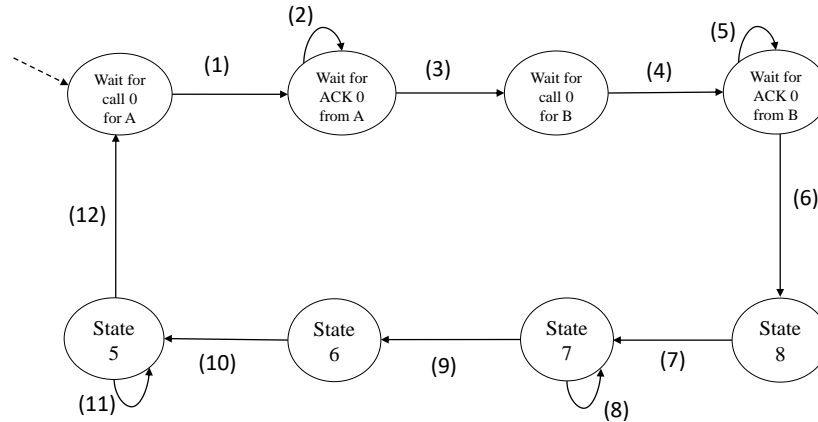 (2)
(5)
(1)
(3)
(4)
Wait for
call 0
for A
Wait for
ACK 0
from A
Wait for
call 0
for B
Wait for
ACK 0
from B
(12)
(6)
State
5
State
6
State
7
State
8
(10)
(9)
(7)
(11)
(8)